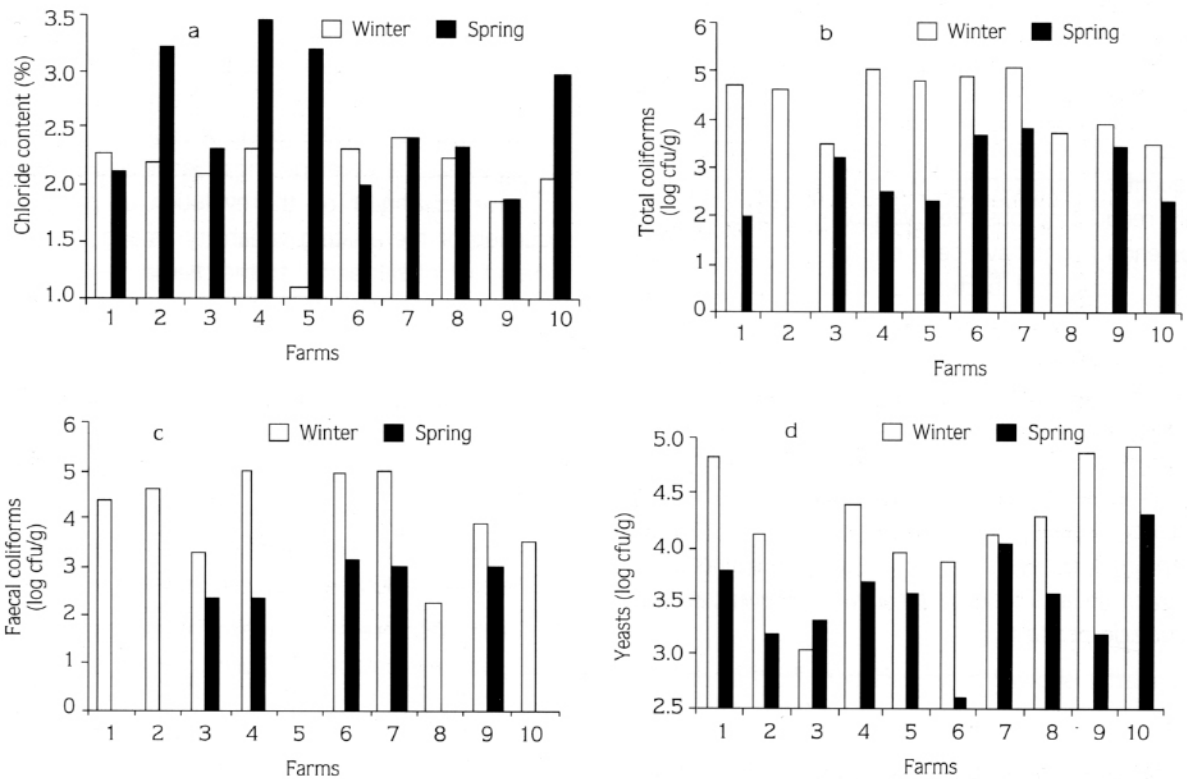 a
Winter Spring
Chloride content (%)
3.5
3.0
2.5
2.0
1.5
1.0
1 2 3 4 5 6 7 8 9 10
Farms
b
Winter Spring
Total coliforms
(log cfu/g)
6
5
4
3
2
1
0
1 2 3 4 5 6 7 8 9 10
Farms
c
Winter Spring
Faecal coliforms
(log cfu/g)
6
5
4
3
2
1
0
1 2 3 4 5 6 7 8 9 10
Farms
d
Winter Spring
Yeasts (log cfu/g)
5.0
4.5
4.0
3.5
3.0
2.5
1 2 3 4 5 6 7 8 9 10
Farms